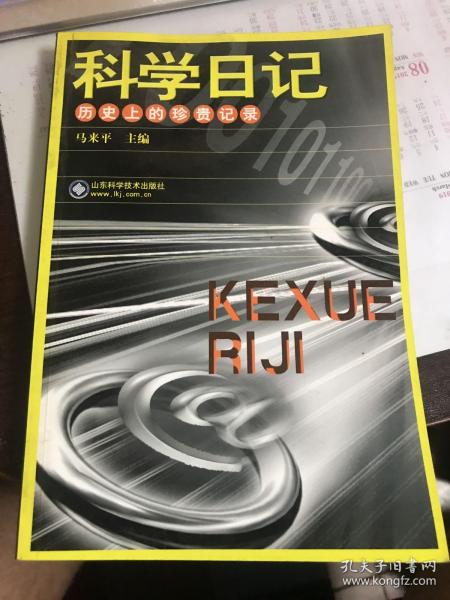 科学日记
历史上的珍贵记录
马来平 主编
山东科学技术出版社
www.lkj.com.cn
KEXUE
RIJI
孔夫子旧书网
www.kongfz.com